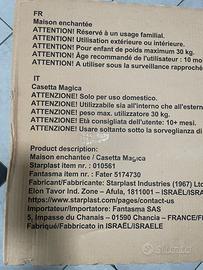 FR
Maison enchantée
ATTENTION! Réservé à un usage familial.
ATTENTION! Utilisation extérieure ou intérieure.
ATTENTION! Pour enfant de poids maximum 30 kg.
ATTENTION! Âge recommandé de l'utilisateur: 10 mo
ATTENTION! À utiliser sous la surveillance rapproché
IT
Casetta Magica
ATTENZIONE! Solo per uso domestico.
ATTENZIONE! Utilizzabile sia all'interno che all'ester
ATTENZIONE! peso max. utilizzatore 30 kg.
ATTENZIONE! Età consigliata dell'utente: 10+ mesi.
ATTENZIONE! Usare soltanto sotto la sorveglianza di
Product description:
Maison enchantée / Casetta Magica
Starplast item nr : 010561
Fantasma item nr : Fater 5174730
Fabricant/Fabricante: Starplast Industries (1967) Ltd
Elon Tavor Ind. Zone - Afula, 1811001 - ISRAEL/ISRA
https://www.starplast.com/pages/contact-us
Importateur/Importatore: Fantasma SAS
5, Impasse du Chanais – 01590 Chancia - FRANCE/F
Fabriqué/Fabbricato in ISRAËL/ISRAELE